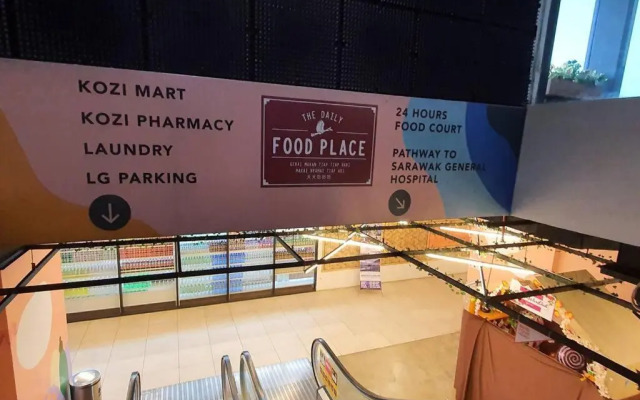 KOZI MART
KOZI PHARMACY
LAUNDRY
LG PARKING
THE DAILY
FOOD PLACE
24 HOURS
FOOD COURT
PATHWAY TO
SARAWAK GENERAL
HOSPITAL